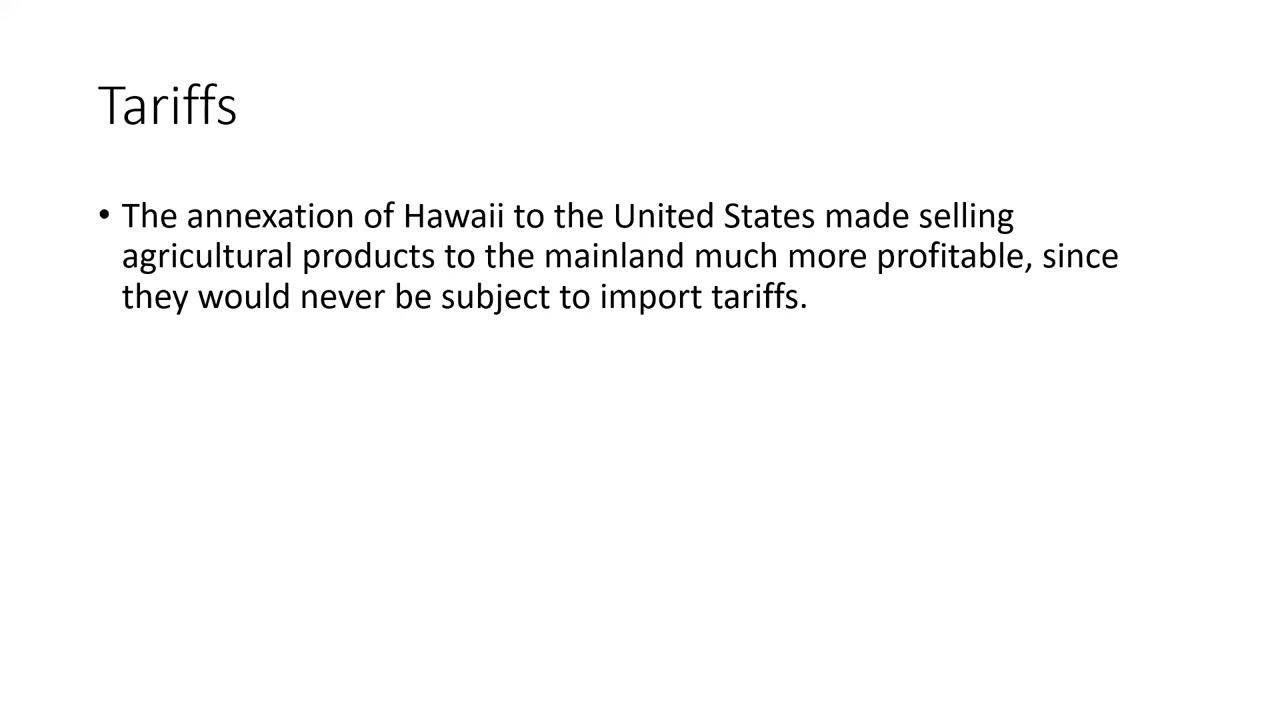 Tariffs
• The annexation of Hawaii to the United States made selling
agricultural products to the mainland much more profitable, since
they would never be subject to import tariffs.